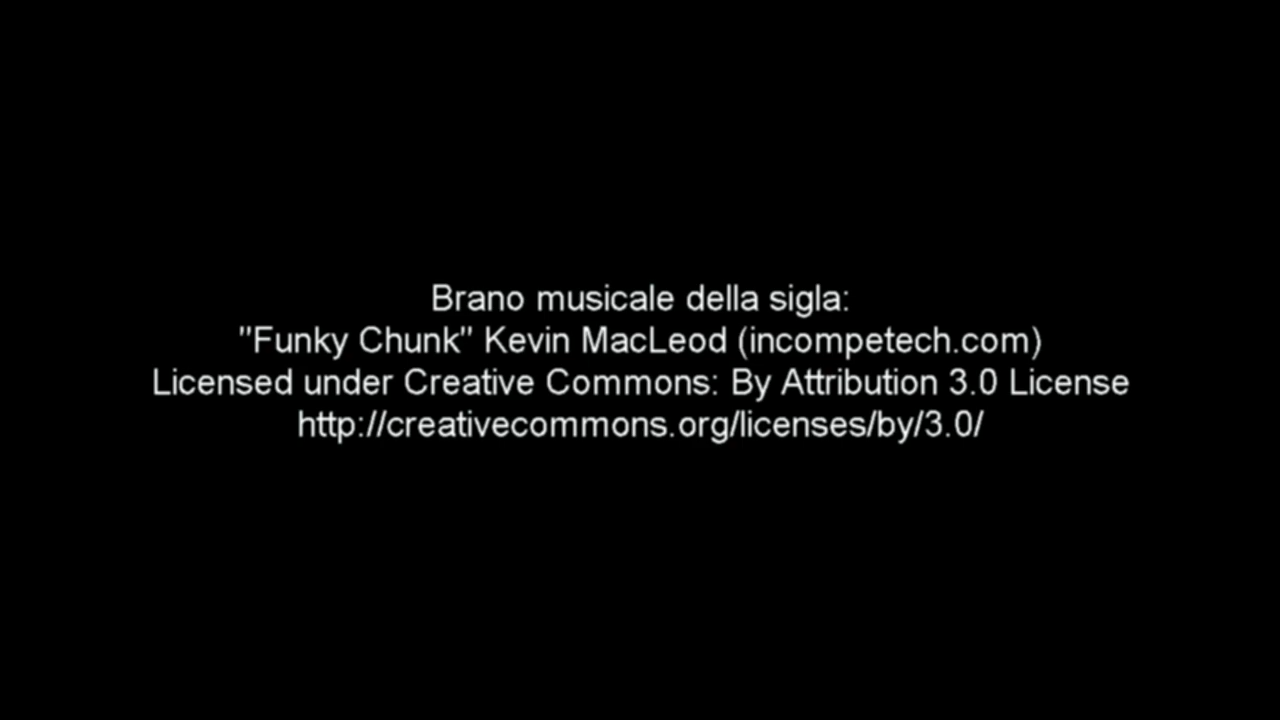 Brano musicale della sigla:
"Funky Chunk" Kevin MacLeod (incompetech.com)
Licensed under Creative Commons: By Attribution 3.0 License
http://creativecommons.org/licenses/by/3.0/